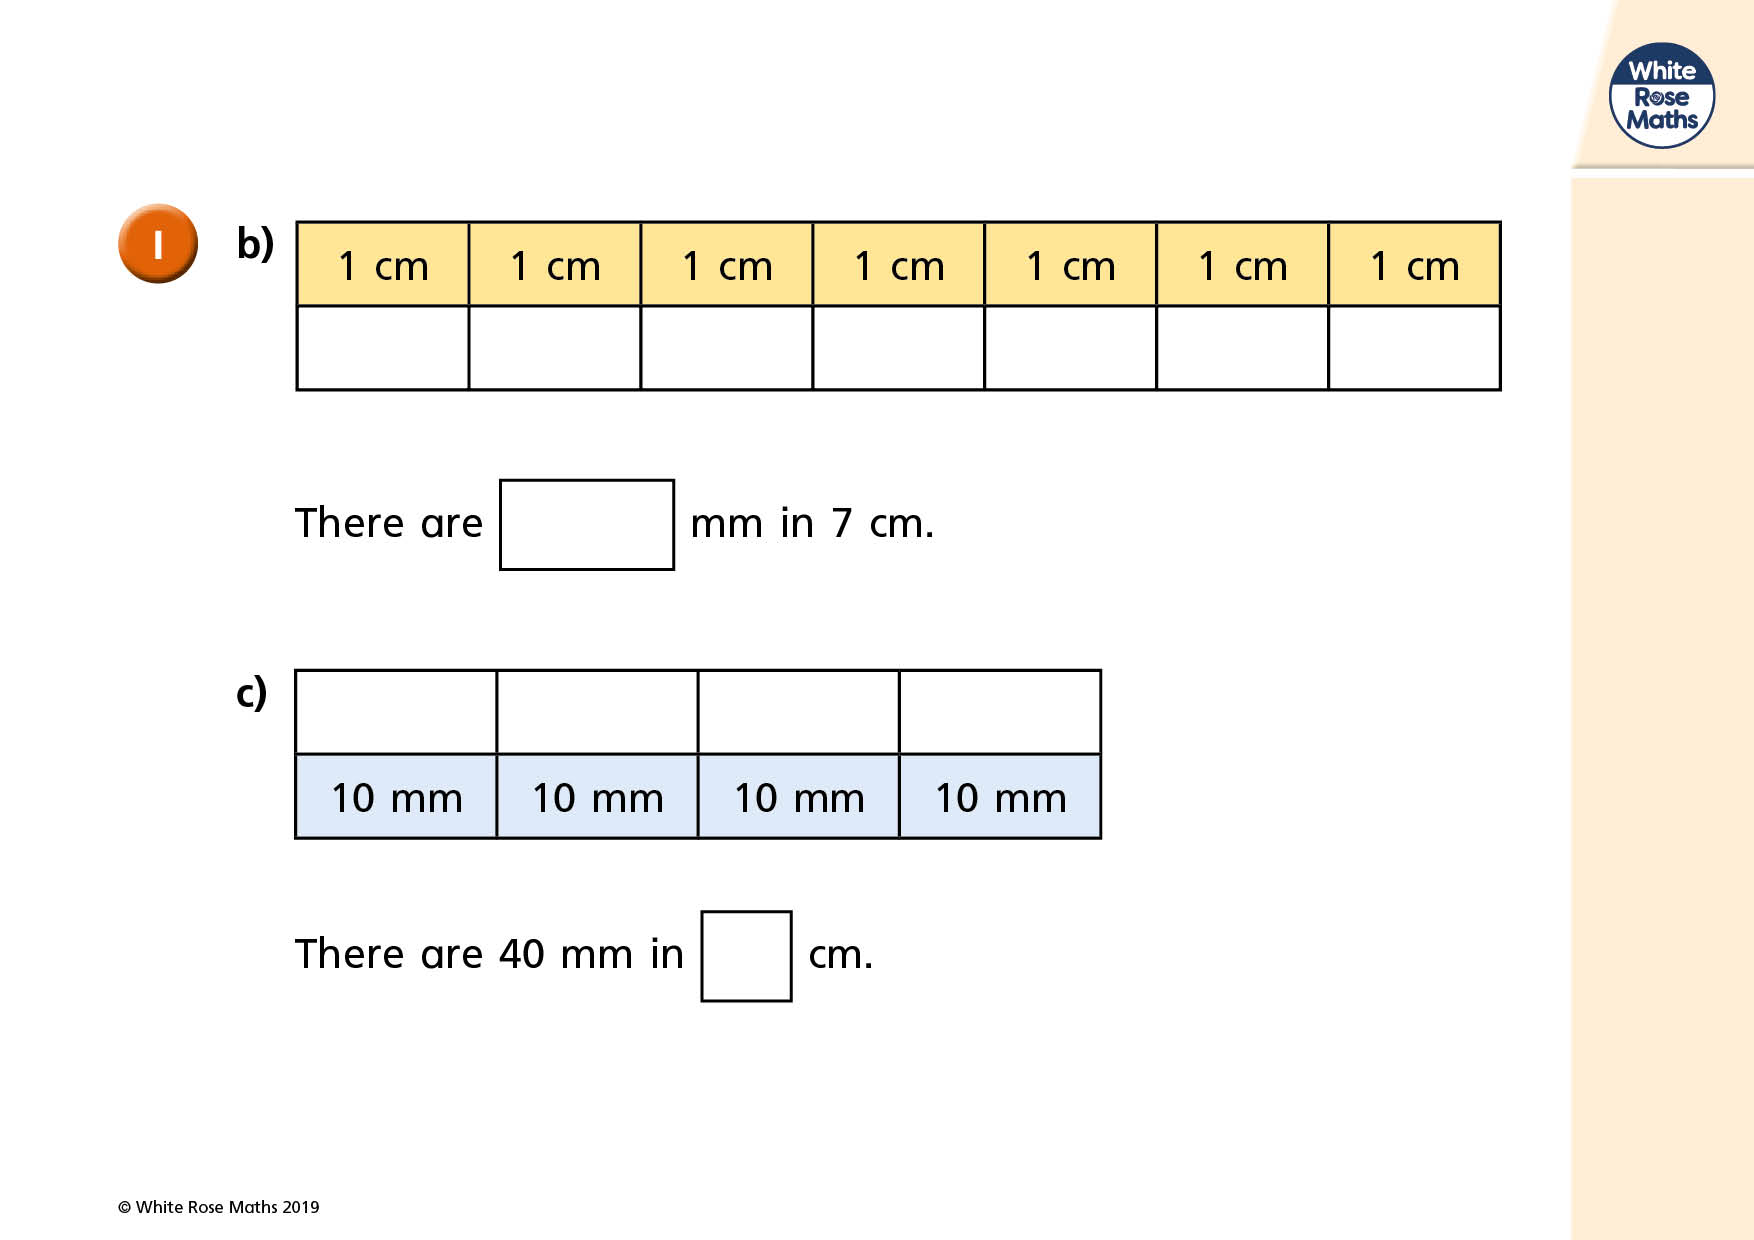 White
Rose
Maths
1 b) 1 cm 1 cm 1 cm 1 cm 1 cm 1 cm 1 cm
There are mm in 7 cm.
c)
10 mm 10 mm 10 mm 10 mm
There are 40 mm in cm.
© White Rose Maths 2019